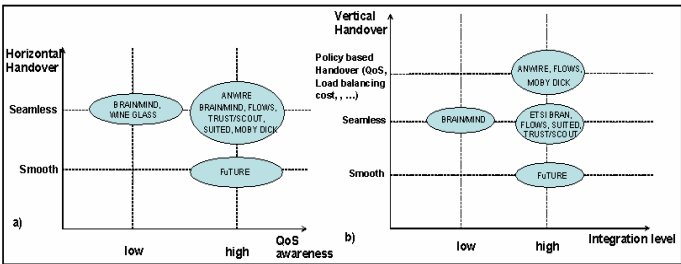 Horizontal
Handover
Seamless
BRAINMIND,
WINE GLASS
ANWIRE
BRAINMIND, FLOWS,
TRUST/SCOUT,
SUITED, MOBY DICK
Smooth
FuTURE
a)
low
high
QoS
awareness
Vertical
Handover
Policy based
Handover (QoS,
Load balancing
cost, , ...)
ANWIRE, FLOWS,
MOBY DICK
Seamless
BRAINMIND
ETSI BRAN,
FLOWS, SUITED,
TRUST/SCOUT
Smooth
FuTURE
b)
low
high
Integration level